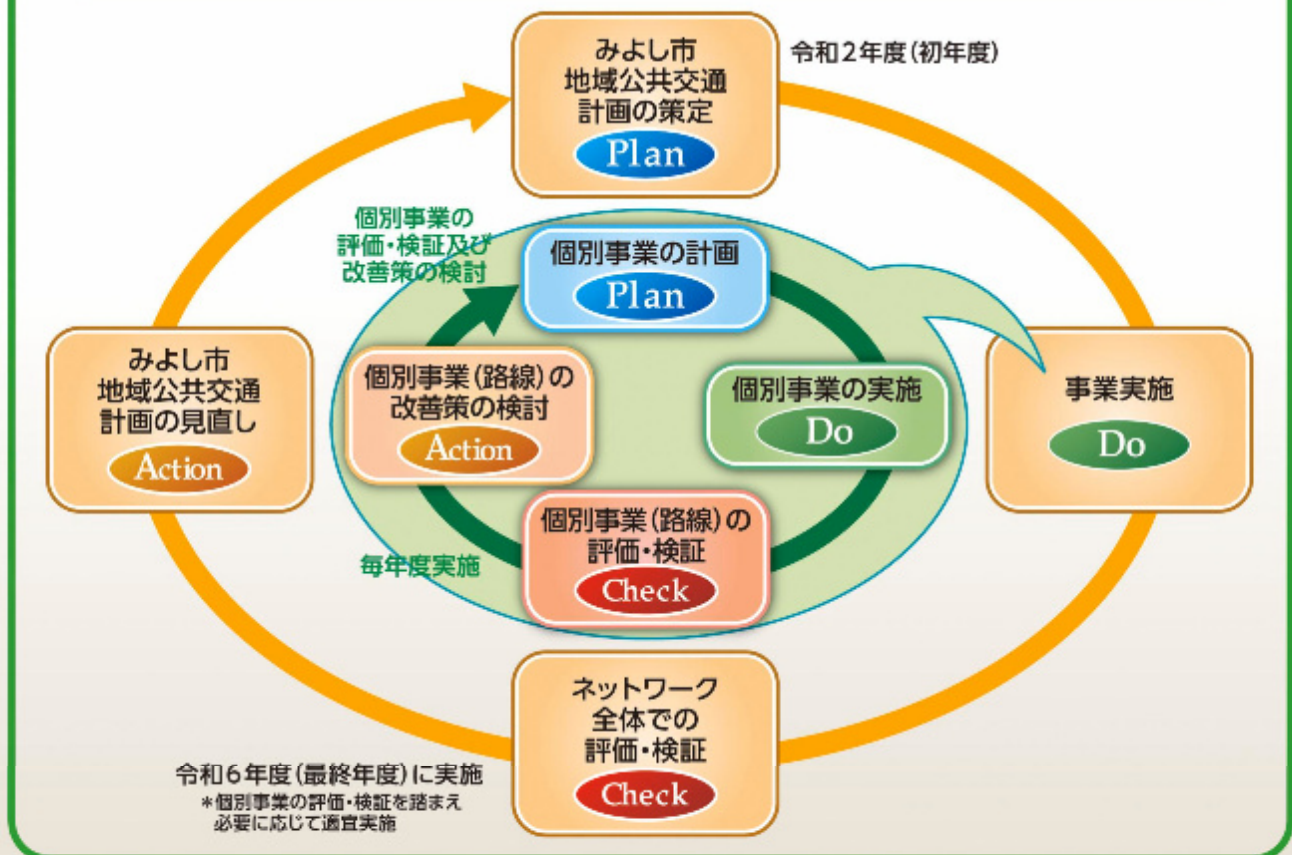 みよし市
地域公共交通
計画の策定
Plan
令和2年度(初年度)
個別事業の
評価・検証及び
改善策の検討
個別事業の計画
Plan
みよし市
地域公共交通
計画の見直し
Action
個別事業(路線)の
改善策の検討
Action
個別事業の実施
Do
事業実施
Do
個別事業(路線)の
評価・検証
Check
毎年度実施
ネットワーク
全体での
評価・検証
Check
令和6年度(最終年度)に実施
*個別事業の評価・検証を踏まえ
必要に応じて適宜実施